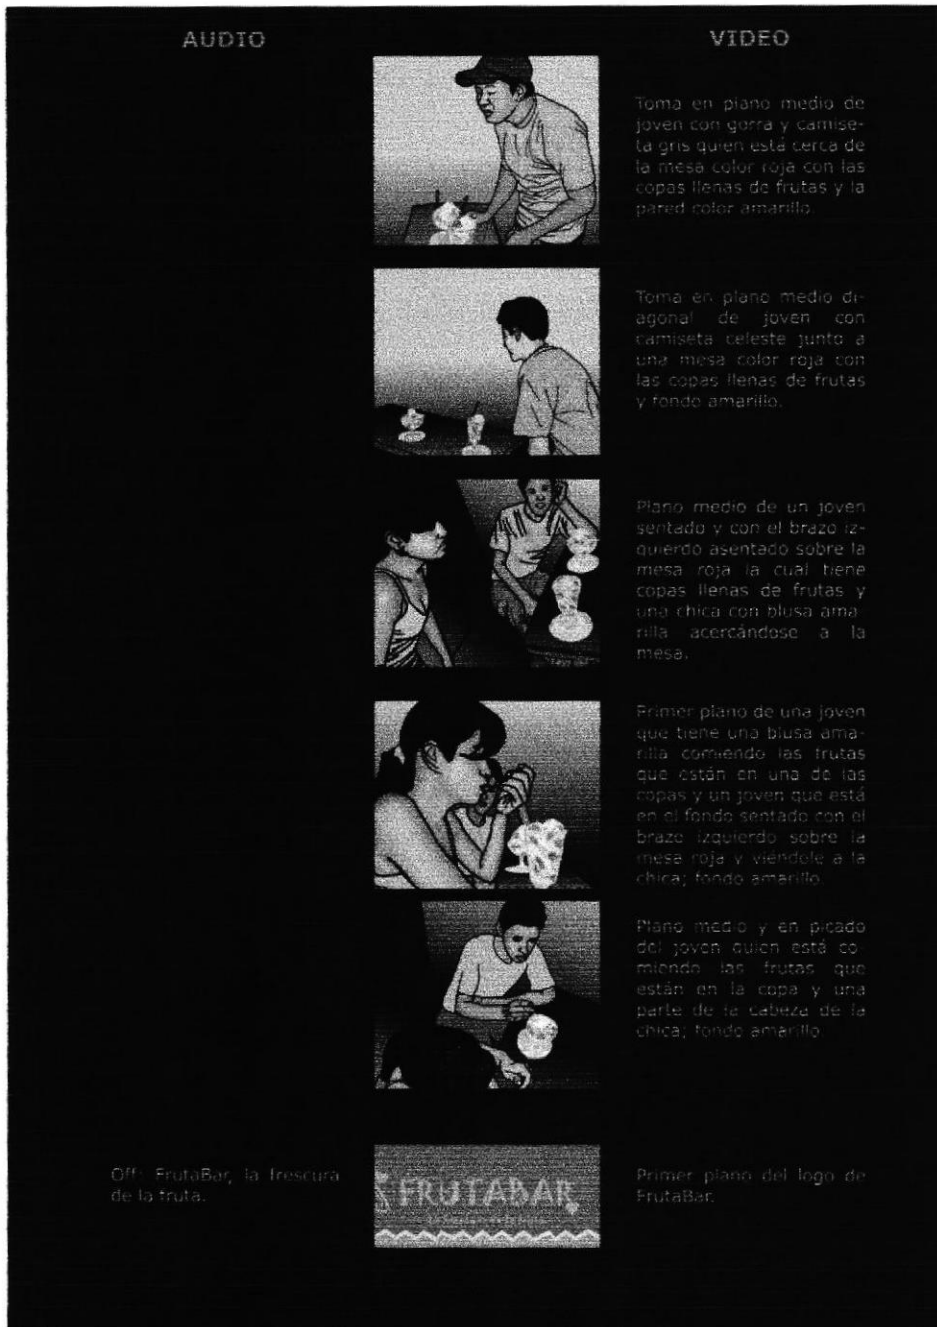 AUDIO
VIDEO
Toma en plano medio de
joven con gorra y camise-
ta gris quien está cerca de
la mesa color roja con las
copas llenas de frutas y la
pared color amarillo.
Toma en plano medio di-
agonal de joven con
camiseta celeste junto a
una mesa color roja con
las copas llenas de frutas
y fondo amarillo.
Plano medio de un joven
sentado y con el brazo iz-
quierdo asentado sobre la
mesa roja la cual tiene
copas llenas de frutas y
una chica con blusa ama-
rilla acercándose a la
mesa.
Primer plano de una joven
que tiene una blusa ama-
rilla comiendo las frutas
que están en una de las
copas y un joven que está
en el fondo sentado con el
brazo izquierdo sobre la
mesa roja y viéndole a la
chica; fondo amarillo.
Plano medio y en picado
del joven quien está co-
miendo las frutas que
están en la copa y una
parte de la cabeza de la
chica; fondo amarillo.
Off: FrutaBar, la frescura
de la fruta.
FRUTABAR
Primer plano del logo de
FrutaBar.